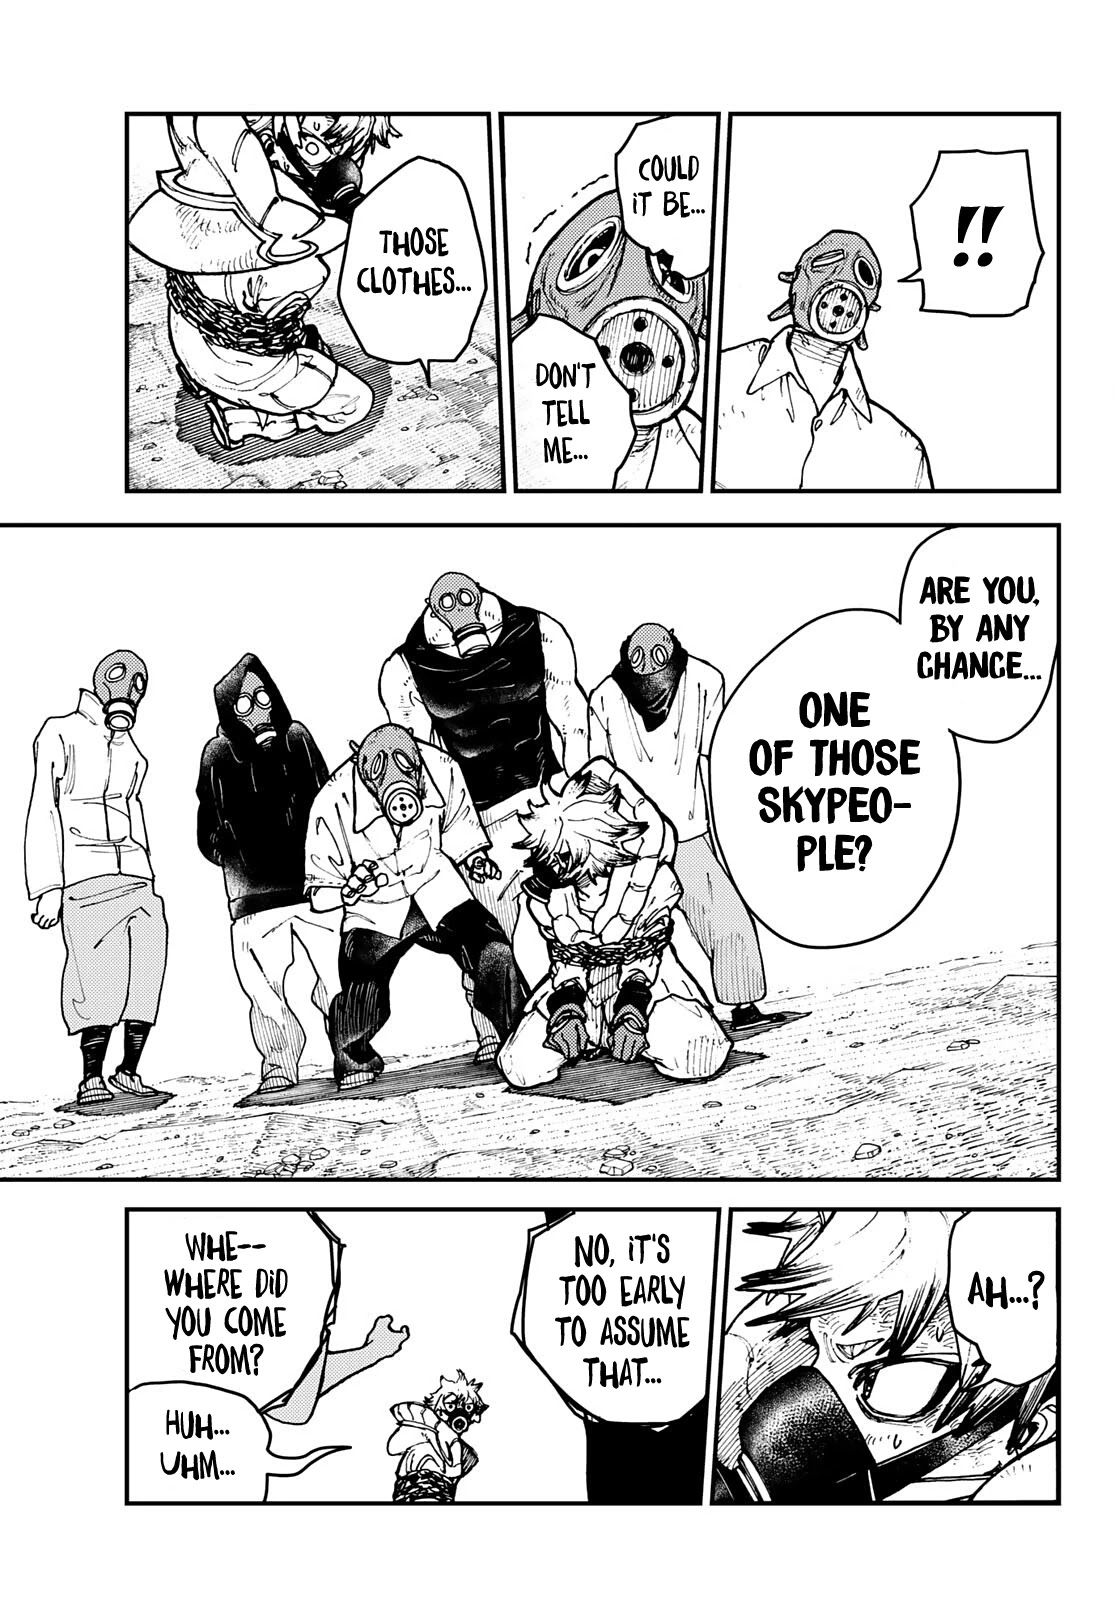 !!
COULD
IT BE...
DON'T
TELL
ME...
THOSE
CLOTHES...
ARE YOU,
BY ANY
CHANCE...
ONE
OF THOSE
SKYPEO-
PLE?
AH...?
NO, IT'S
TOO EARLY
TO ASSUME
THAT...
WHE--
WHERE DID
YOU COME
FROM?
HUH...
UHM...